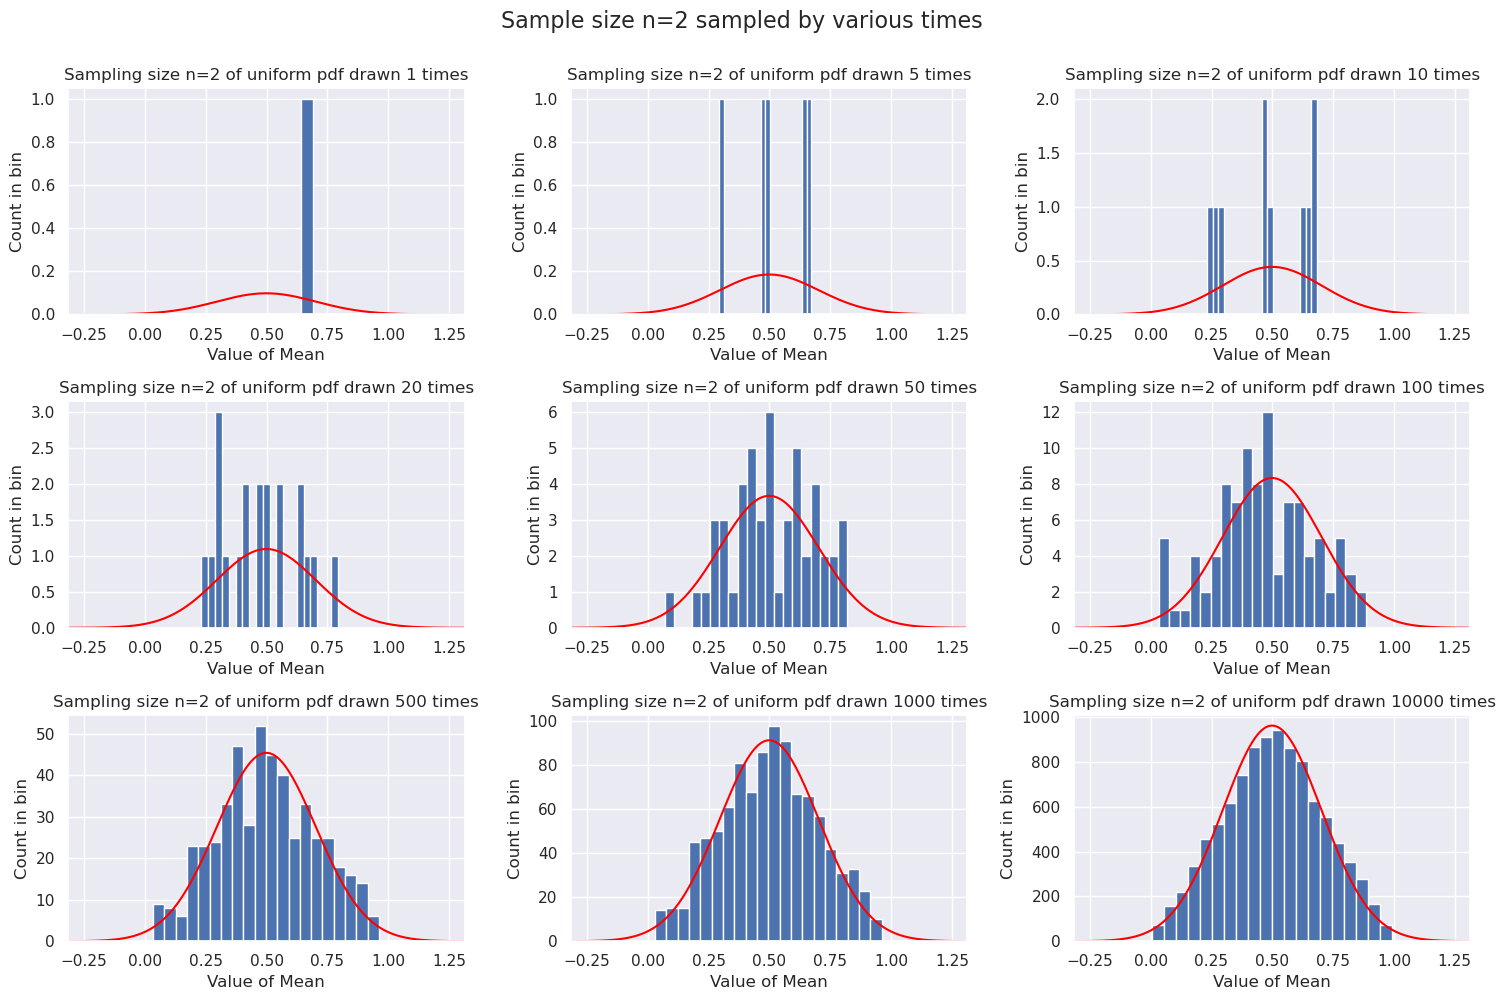 Sample size n=2 sampled by various times
Sampling size n=2 of uniform pdf drawn 1 times
1.0
0.8
0.6
0.4
0.2
0.0
Count in bin
−0.25 0.00 0.25 0.50 0.75 1.00 1.25
Value of Mean
Sampling size n=2 of uniform pdf drawn 5 times
1.0
0.8
0.6
0.4
0.2
0.0
Count in bin
−0.25 0.00 0.25 0.50 0.75 1.00 1.25
Value of Mean
Sampling size n=2 of uniform pdf drawn 10 times
2.0
1.5
1.0
0.5
0.0
Count in bin
−0.25 0.00 0.25 0.50 0.75 1.00 1.25
Value of Mean
Sampling size n=2 of uniform pdf drawn 20 times
3.0
2.5
2.0
1.5
1.0
0.5
0.0
Count in bin
−0.25 0.00 0.25 0.50 0.75 1.00 1.25
Value of Mean
Sampling size n=2 of uniform pdf drawn 50 times
6
5
4
3
2
1
0
Count in bin
−0.25 0.00 0.25 0.50 0.75 1.00 1.25
Value of Mean
Sampling size n=2 of uniform pdf drawn 100 times
12
10
8
6
4
2
0
Count in bin
−0.25 0.00 0.25 0.50 0.75 1.00 1.25
Value of Mean
Sampling size n=2 of uniform pdf drawn 500 times
50
40
30
20
10
0
Count in bin
−0.25 0.00 0.25 0.50 0.75 1.00 1.25
Value of Mean
Sampling size n=2 of uniform pdf drawn 1000 times
100
80
60
40
20
0
Count in bin
−0.25 0.00 0.25 0.50 0.75 1.00 1.25
Value of Mean
Sampling size n=2 of uniform pdf drawn 10000 times
1000
800
600
400
200
0
Count in bin
−0.25 0.00 0.25 0.50 0.75 1.00 1.25
Value of Mean